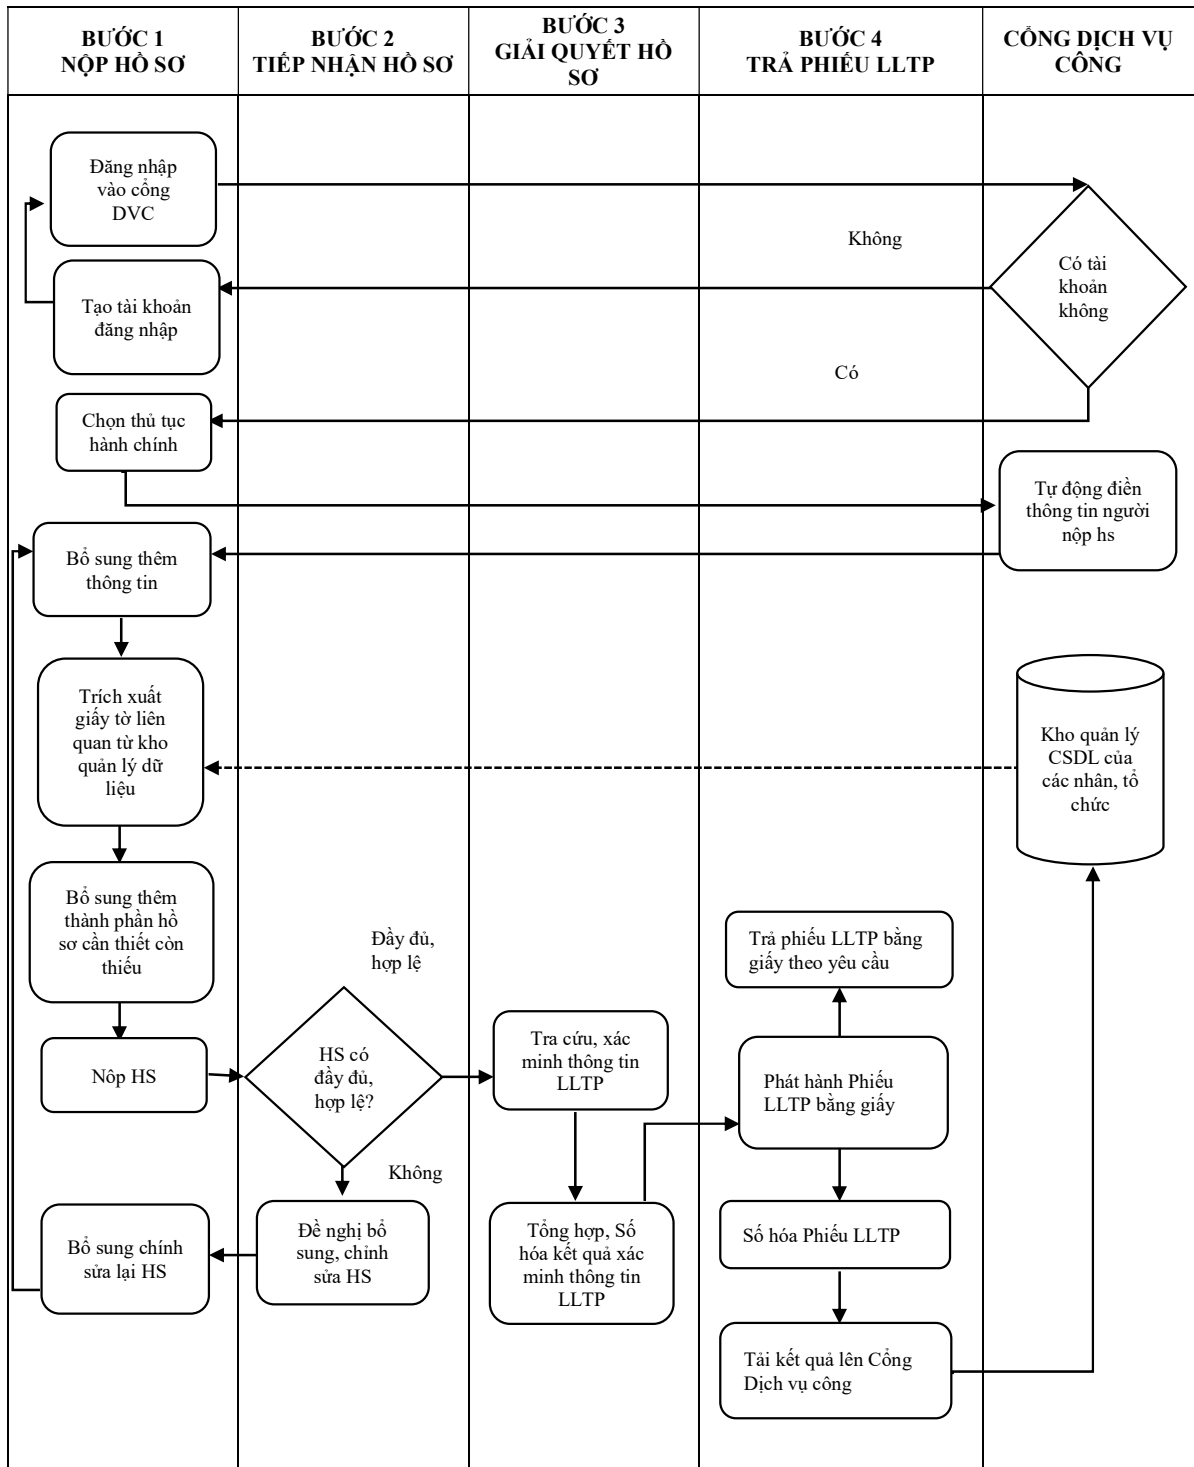 BƯỚC 1
NỘP HỒ SƠ
BƯỚC 2
TIẾP NHẬN HỒ SƠ
BƯỚC 3
GIẢI QUYẾT HỒ
SƠ
BƯỚC 4
TRẢ PHIẾU LLTP
CỔNG DỊCH VỤ
CÔNG
Đăng nhập
vào cổng
DVC
Không
Có tài
khoản
không
Tạo tài khoản
đăng nhập
Có
Chọn thủ tục
hành chính
Tự động điền
thông tin người
nộp hs
Bổ sung thêm
thông tin
Trích xuất
giấy tờ liên
quan từ kho
quản lý dữ
liệu
Kho quản lý
CSDL của
các nhân, tổ
chức
Bổ sung thêm
thành phần hồ
sơ cần thiết còn
thiếu
Đầy đủ,
hợp lệ
Trả phiếu LLTP bằng
giấy theo yêu cầu
Nôp HS
HS có
đầy đủ,
hợp lệ?
Tra cứu, xác
minh thông tin
LLTP
Phát hành Phiếu
LLTP bằng giấy
Không
Bổ sung chính
sửa lại HS
Đề nghị bổ
sung, chỉnh
sửa HS
Tổng hợp, Số
hóa kết quả xác
minh thông tin
LLTP
Số hóa Phiếu LLTP
Tải kết quả lên Cổng
Dịch vụ công